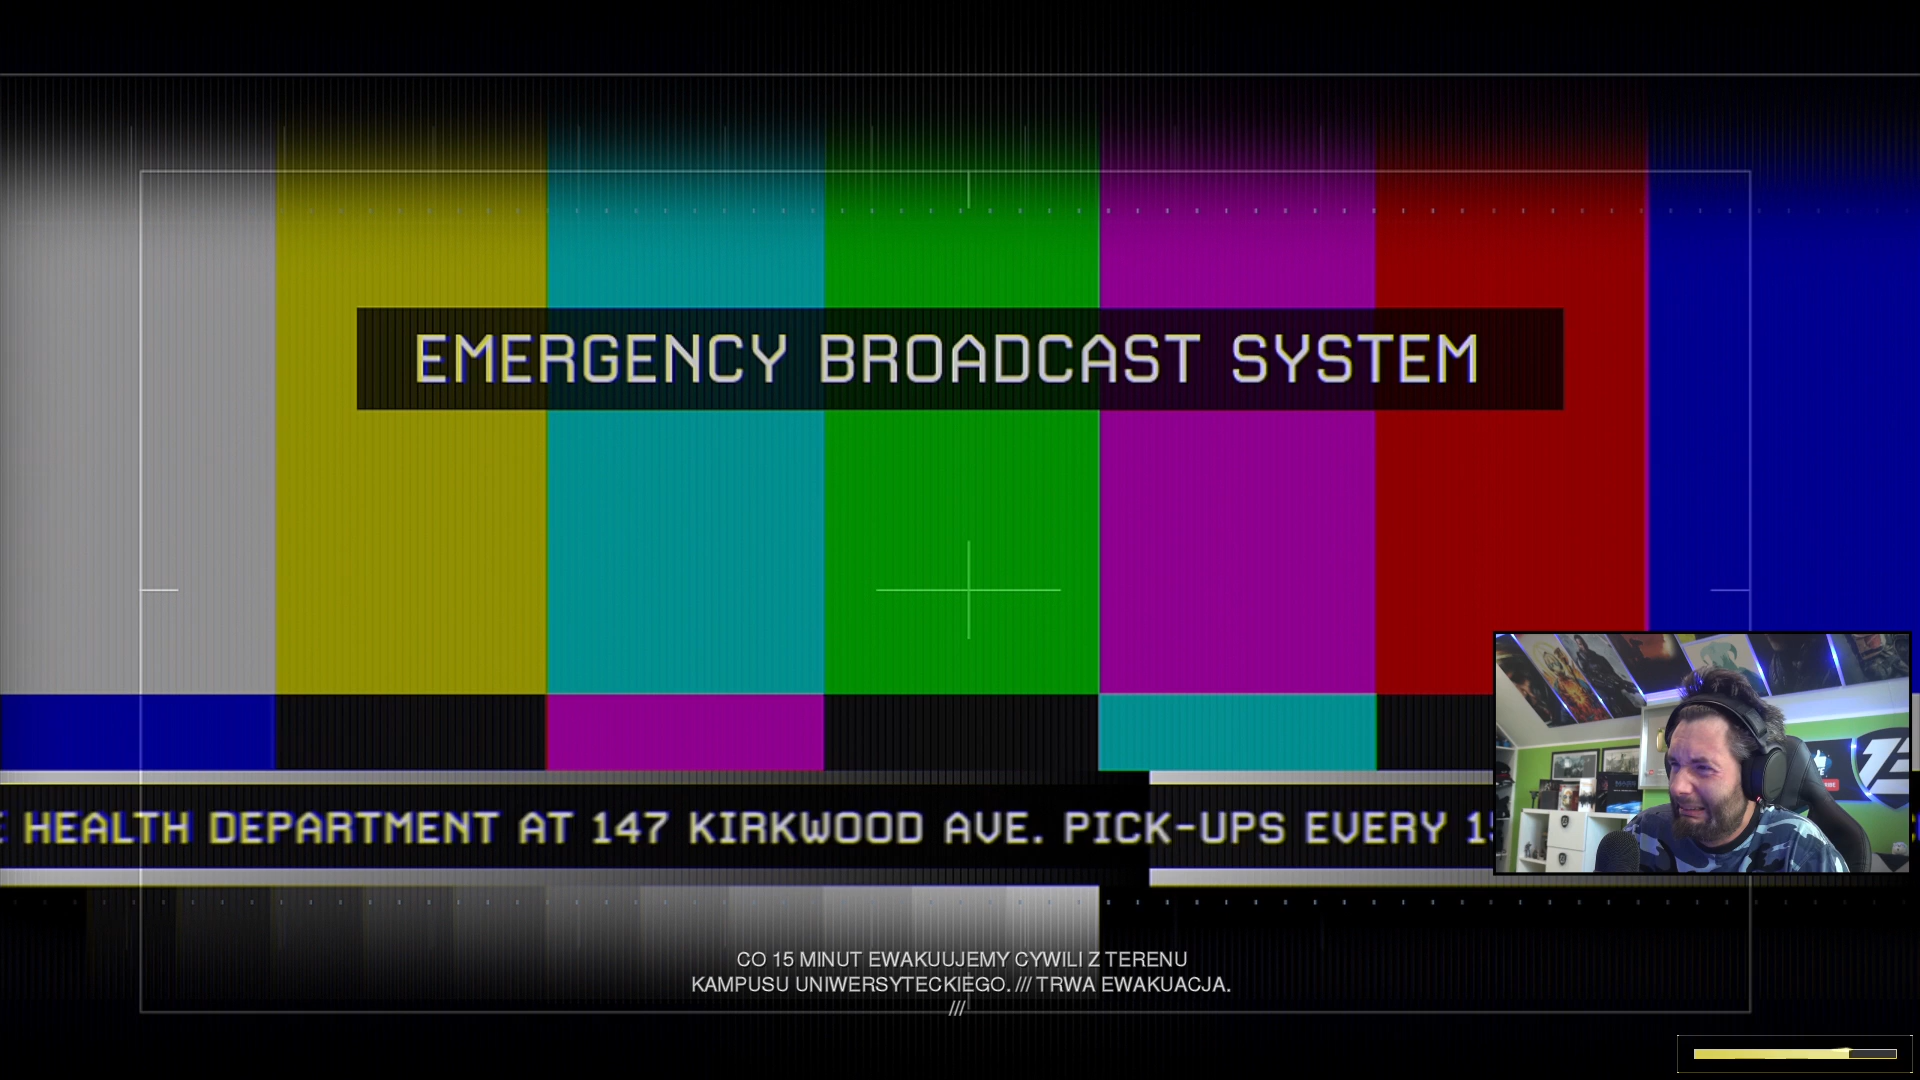 EMERGENCY BROADCAST SYSTEM
HEALTH DEPARTMENT AT 147 KIRKWOOD AVE. PICK-UPS EVERY
CO 15 MINUT EWAKUUJEMY CYWILI Z TERENU
KAMPUSU UNIWERSYTECKIEGO. /// TRWA EWAKUACJA.
///